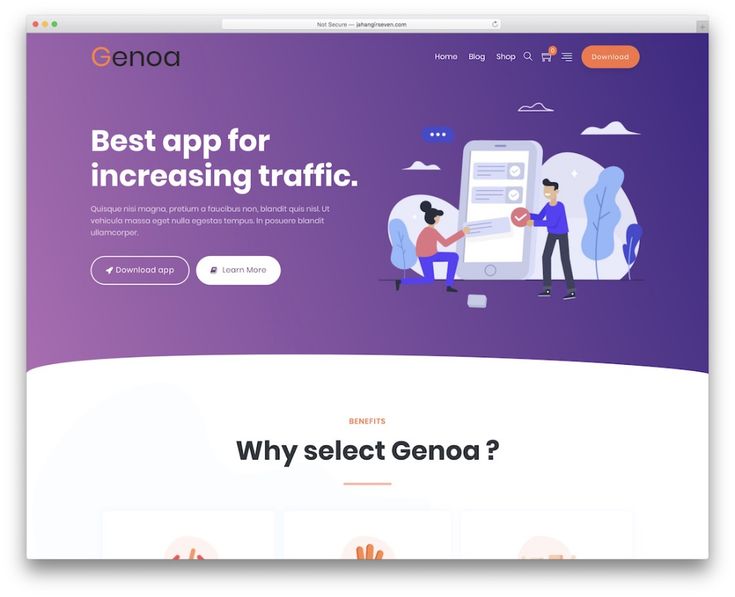 Not Secure — jahangirseven.com
Genoa
Home Blog Shop 0 Download
Best app for
increasing traffic.
Quisque nisi magna, pretium a faucibus non, blandit quis nisl. Ut
vehicula massa eget nulla egestas tempus. In posuere blandit
ullamcorper.
Download app Learn More
BENEFITS
Why select Genoa ?